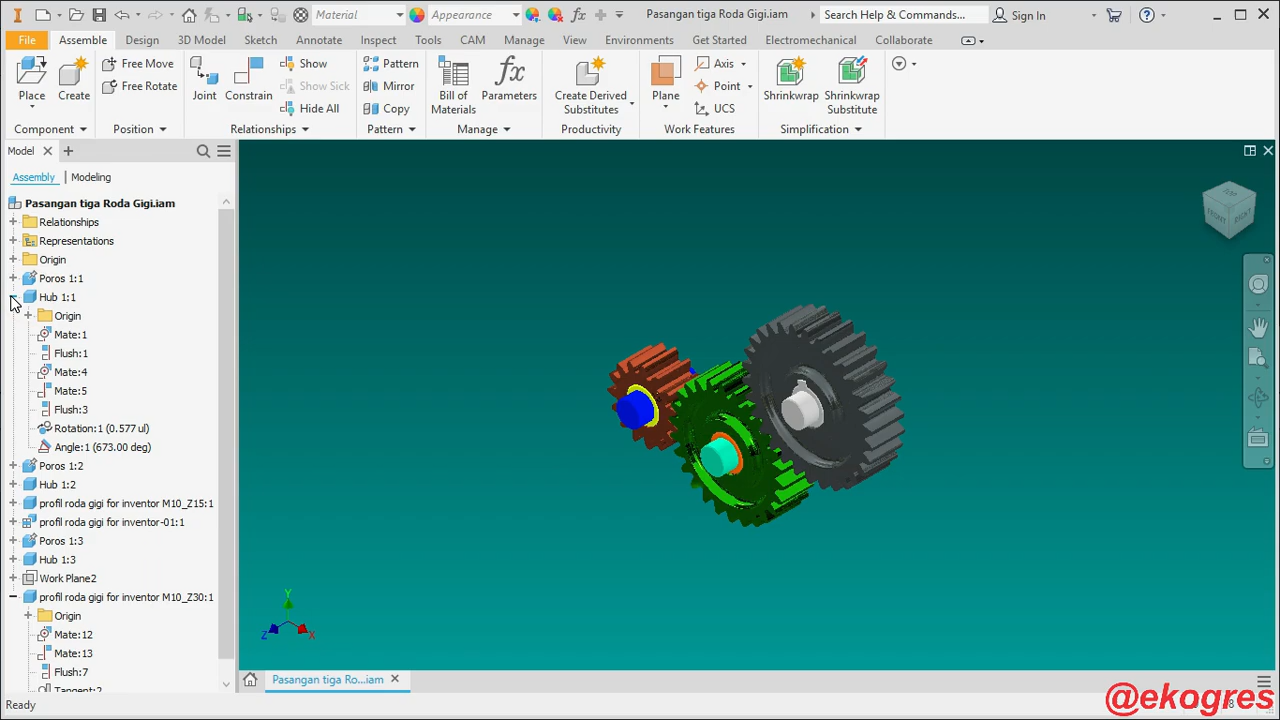 Material
Appearance
Pasangan tiga Roda Gigi.iam
Search Help & Commands...
Sign In
File
Assemble
Design
3D Model
Sketch
Annotate
Inspect
Tools
CAM
Manage
View
Environments
Get Started
Electromechanical
Collaborate
Place
Create
Free Move
Free Rotate
Joint
Constrain
Show
Show Sick
Hide All
Pattern
Mirror
Copy
Bill of
Materials
Parameters
Create Derived
Substitutes
Plane
Axis
Point
UCS
Shrinkwrap
Shrinkwrap
Substitute
Component
Position
Relationships
Pattern
Manage
Productivity
Work Features
Simplification
Model
Assembly
Modeling
Pasangan tiga Roda Gigi.iam
Relationships
Representations
Origin
Poros 1:1
Hub 1:1
Origin
Mate:1
Flush:1
Mate:4
Mate:5
Flush:3
Rotation:1 (0.577 ul)
Angle:1 (673.00 deg)
Poros 1:2
Hub 1:2
profil roda gigi for inventor M10_Z15:1
profil roda gigi for inventor-01:1
Poros 1:3
Hub 1:3
Work Plane2
profil roda gigi for inventor M10_Z30:1
Origin
Mate:12
Mate:13
Flush:7
Tangent:2
TOP
FRONT
RIGHT
Y
Z
X
Pasangan tiga Ro...iam
Ready
@ekogres